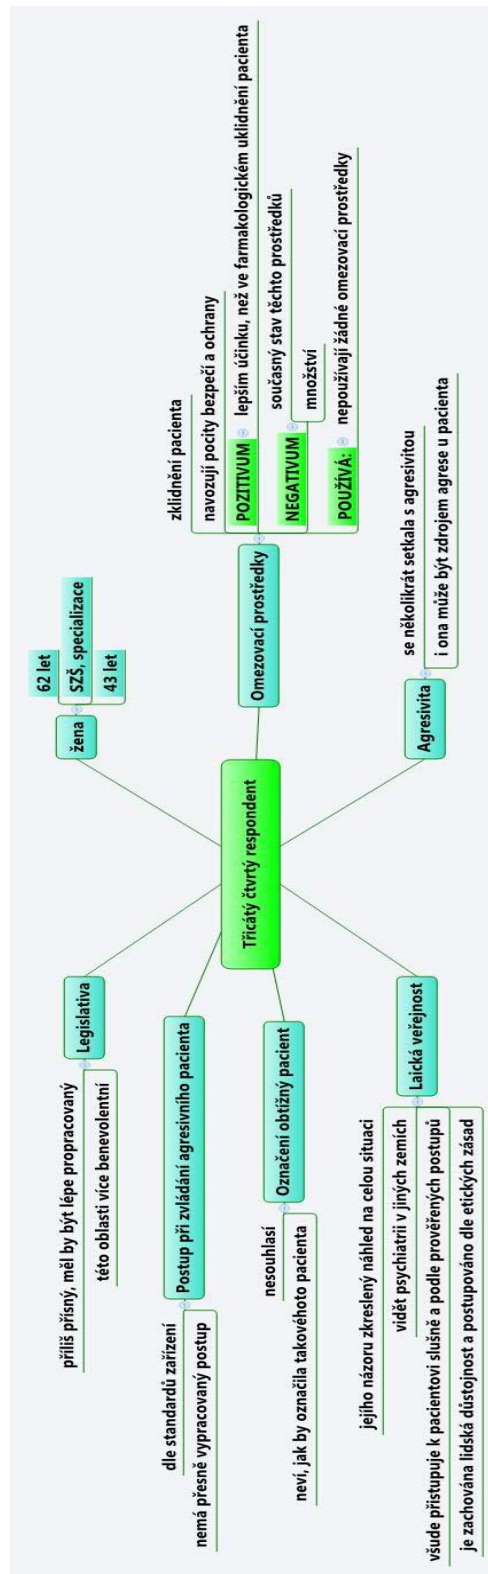 Třicátý čtvrtý respondent
žena
62 let
SZŠ, specializace
43 let
Omezovací prostředky
zklidnění pacienta
navozují pocity bezpečí a ochrany
POZITIVUM
lepším účinku, než ve farmakologickém uklidnění pacienta
NEGATIVUM
současný stav těchto prostředků
množství
POUŽÍVÁ:
nepoužívají žádné omezovací prostředky
Agresivita
se několikrát setkala s agresivitou
i ona může být zdrojem agrese u pacienta
Legislativa
příliš přísný, měl by být lépe propracovaný
této oblasti více benevolentní
Postup při zvládání agresivního pacienta
dle standardů zařízení
nemá přesně vypracovaný postup
Označení obtížný pacient
nesouhlasí
neví, jak by označila takovéhoto pacienta
Laická veřejnost
jejího názoru zkreslený náhled na celou situaci
vidět psychiatrii v jiných zemích
všude přistupuje k pacientovi slušně a podle prověřených postupů
je zachována lidská důstojnost a postupováno dle etických zásad